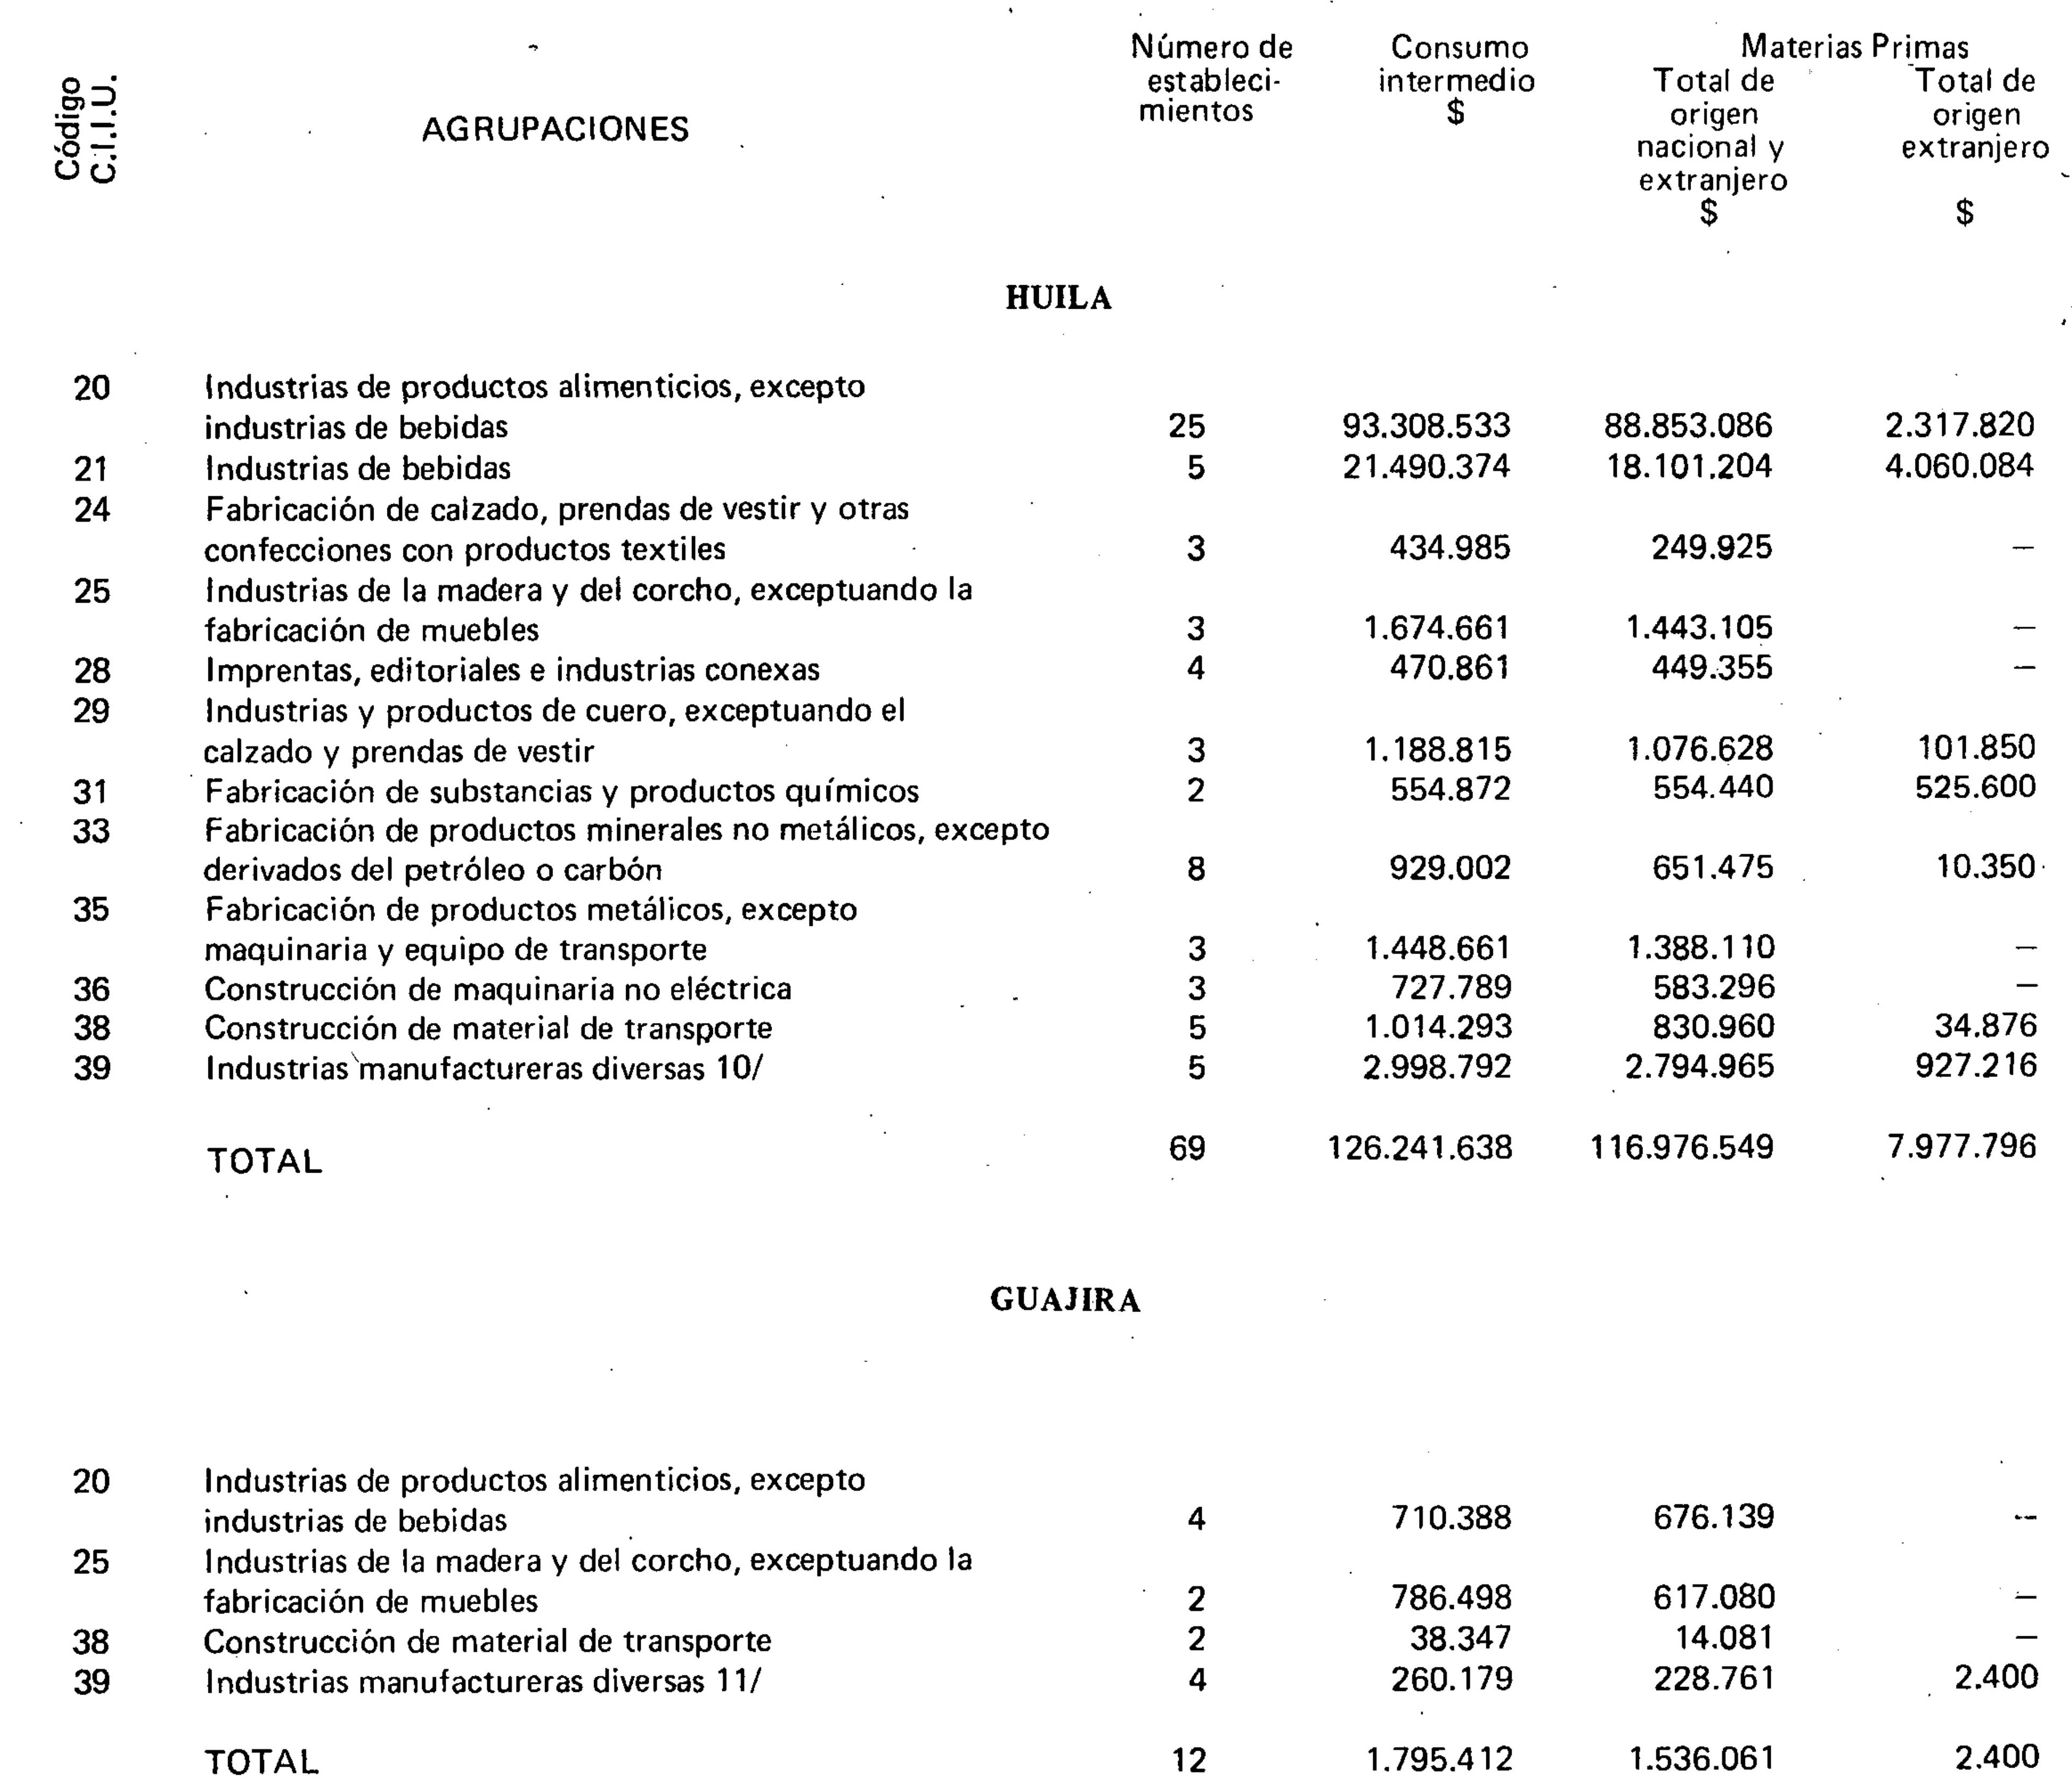 Código C.I.I.U.
AGRUPACIONES
Número de estableci- mientos
Consumo intermedio $
Materias Primas
Total de origen nacional y extranjero $
Total de origen extranjero $
HUILA
20 Industrias de productos alimenticios, excepto
industrias de bebidas 25 93.308.533 88.853.086 2.317.820
21 Industrias de bebidas 5 21.490.374 18.101.204 4.060.084
24 Fabricación de calzado, prendas de vestir y otras
confecciones con productos textiles 3 434.985 249.925 —
25 Industrias de la madera y del corcho, exceptuando la
fabricación de muebles 3 1.674.661 1.443.105 —
28 Imprentas, editoriales e industrias conexas 4 470.861 449.355 —
29 Industrias y productos de cuero, exceptuando el
calzado y prendas de vestir 3 1.188.815 1.076.628 101.850
31 Fabricación de substancias y productos químicos 2 554.872 554.440 525.600
33 Fabricación de productos minerales no metálicos, excepto
derivados del petróleo o carbón 8 929.002 651.475 10.350
35 Fabricación de productos metálicos, excepto
maquinaria y equipo de transporte 3 1.448.661 1.388.110 —
36 Construcción de maquinaria no eléctrica 3 727.789 583.296 —
38 Construcción de material de transporte 5 1.014.293 830.960 34.876
39 Industrias manufactureras diversas 10/ 5 2.998.792 2.794.965 927.216
TOTAL 69 126.241.638 116.976.549 7.977.796
GUAJIRA
20 Industrias de productos alimenticios, excepto
industrias de bebidas 4 710.388 676.139 —
25 Industrias de la madera y del corcho, exceptuando la
fabricación de muebles 2 786.498 617.080 —
38 Construcción de material de transporte 2 38.347 14.081 —
39 Industrias manufactureras diversas 11/ 4 260.179 228.761 2.400
TOTAL 12 1.795.412 1.536.061 2.400